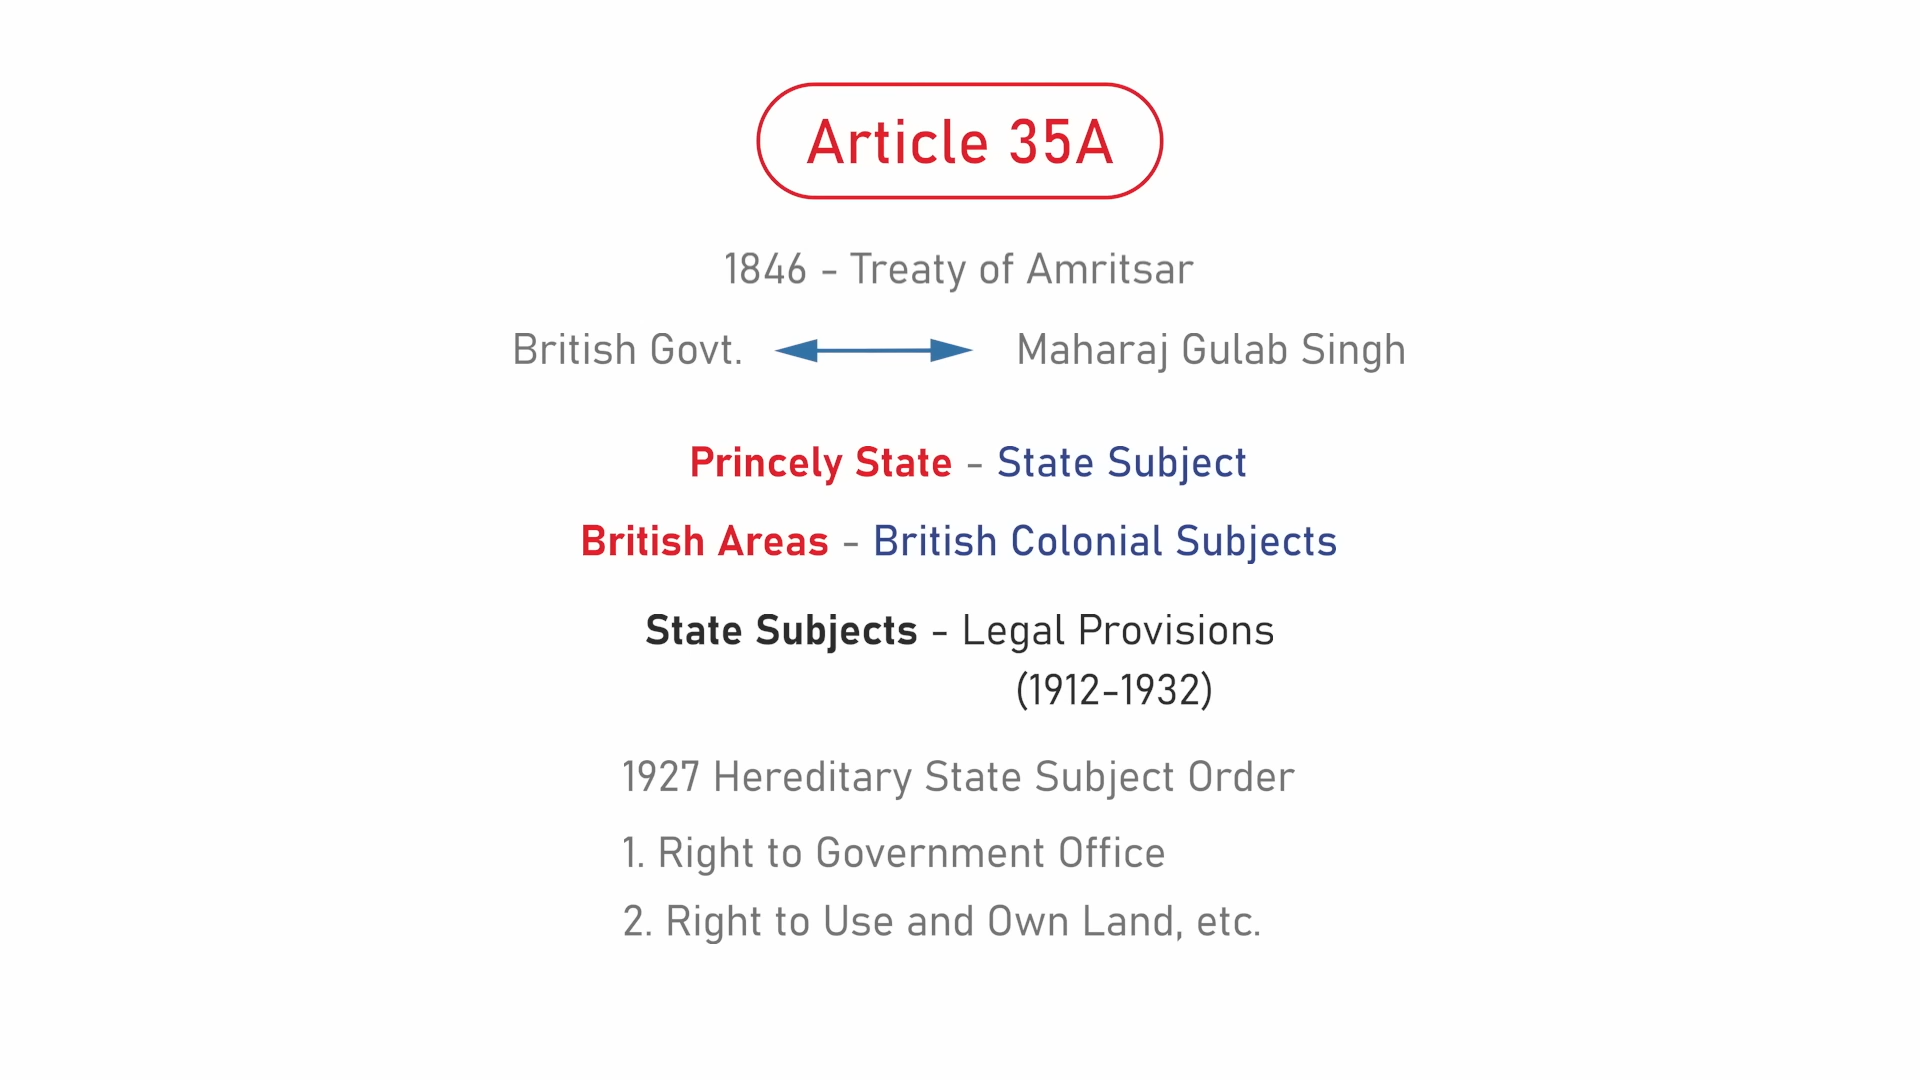 Article 35A
1846 - Treaty of Amritsar
British Govt. Maharaj Gulab Singh
Princely State - State Subject
British Areas - British Colonial Subjects
State Subjects - Legal Provisions
(1912-1932)
1927 Hereditary State Subject Order
1. Right to Government Office
2. Right to Use and Own Land, etc.